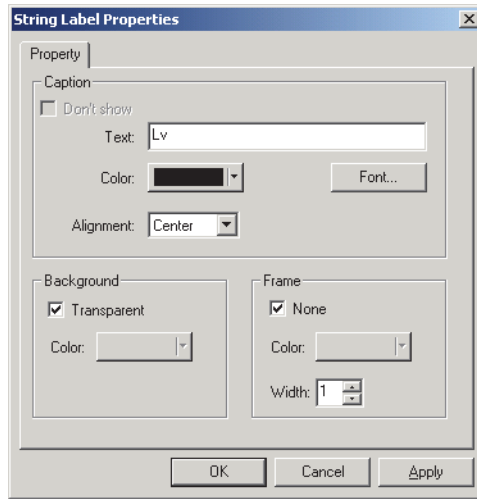 String Label Properties
Property
Caption
Don't show
Text: Lv
Color: Font...
Alignment: Center
Background Frame
Transparent None
Color: Color:
Width: 1
OK Cancel Apply